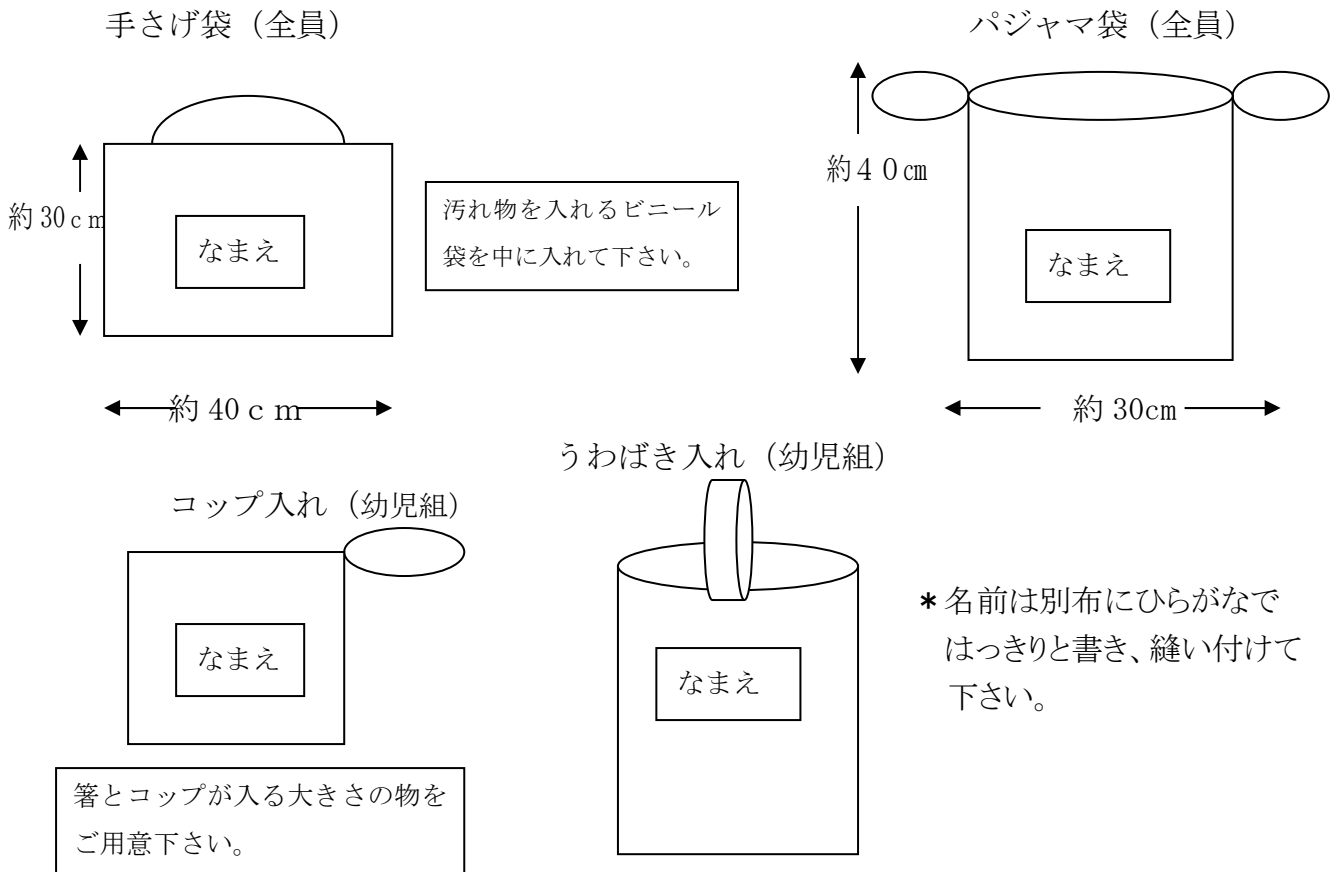 手さげ袋（全員）
パジャマ袋（全員）
約30ｃｍ
なまえ
汚れ物を入れるビニール
袋を中に入れて下さい。
約４０㎝
なまえ
約40ｃｍ
約30cm
うわばき入れ（幼児組）
コップ入れ（幼児組）
なまえ
なまえ
＊名前は別布にひらがなで
はっきりと書き、縫い付けて
下さい。
箸とコップが入る大きさの物を
ご用意下さい。